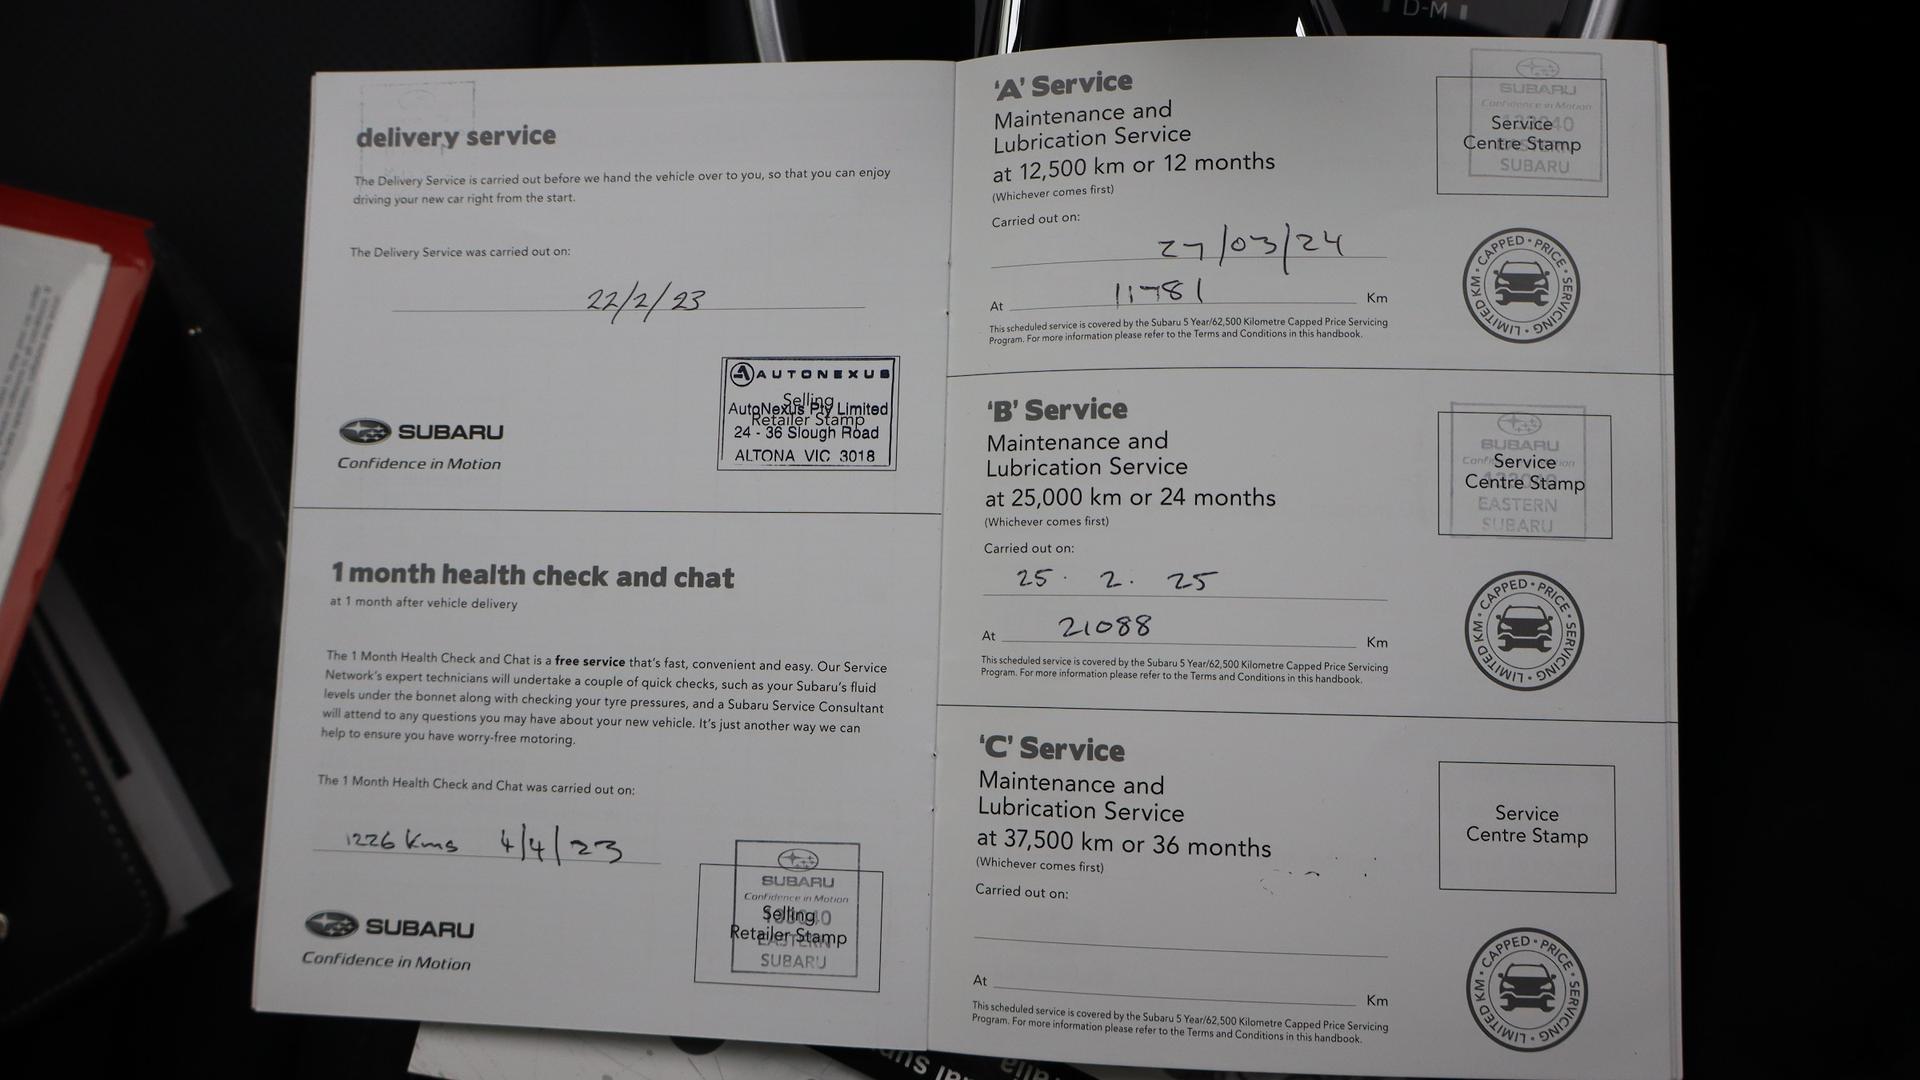 D-M
delivery service
The Delivery Service is carried out before we hand the vehicle over to you, so that you can enjoy
driving your new car right from the start.
The Delivery Service was carried out on:
22/2/23
AUTONEXUS
Selling
AutoNexus Pty Limited
Retailer Stamp
24 - 36 Slough Road
ALTONA VIC 3018
SUBARU
Confidence in Motion
1 month health check and chat
at 1 month after vehicle delivery
The 1 Month Health Check and Chat is a free service that's fast, convenient and easy. Our Service
Network's expert technicians will undertake a couple of quick checks, such as your Subaru's fluid
levels under the bonnet along with checking your tyre pressures, and a Subaru Service Consultant
will attend to any questions you may have about your new vehicle. It's just another way we can
help to ensure you have worry-free motoring.
The 1 Month Health Check and Chat was carried out on:
1226 Kms 4/4/23
SUBARU
Confidence in Motion
Selling
Retailer Stamp
EASTERN
SUBARU
SUBARU
Confidence in Motion
'A' Service
Maintenance and
Lubrication Service
at 12,500 km or 12 months
(Whichever comes first)
Carried out on:
27/03/24
At 11781 Km
This scheduled service is covered by the Subaru 5 Year/62,500 Kilometre Capped Price Servicing
Program. For more information please refer to the Terms and Conditions in this handbook.
SUBARU
Confidence in Motion
Service
Centre Stamp
SUBARU
CAPPED • PRICE • SERVICING • LIMITED KM •
'B' Service
Maintenance and
Lubrication Service
at 25,000 km or 24 months
(Whichever comes first)
Carried out on:
25. 2. 25
At 21088 Km
This scheduled service is covered by the Subaru 5 Year/62,500 Kilometre Capped Price Servicing
Program. For more information please refer to the Terms and Conditions in this handbook.
SUBARU
Service
Centre Stamp
EASTERN
SUBARU
CAPPED • PRICE • SERVICING • LIMITED KM •
'C' Service
Maintenance and
Lubrication Service
at 37,500 km or 36 months
(Whichever comes first)
Carried out on:
At Km
This scheduled service is covered by the Subaru 5 Year/62,500 Kilometre Capped Price Servicing
Program. For more information please refer to the Terms and Conditions in this handbook.
Service
Centre Stamp
CAPPED • PRICE • SERVICING • LIMITED KM •